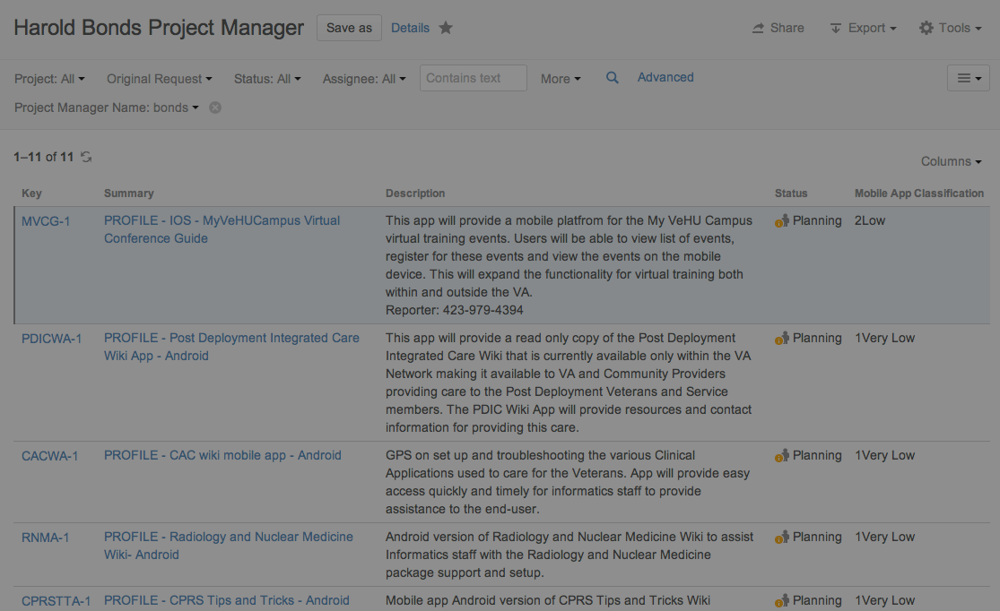 Harold Bonds Project Manager Save as Details Share Export Tools
Project: All Original Request Status: All Assignee: All Contains text More Advanced
Project Manager Name: bonds
1–11 of 11
Columns
Key Summary Description Status Mobile App Classification
MVCG-1 PROFILE - IOS - MyVeHUCampus Virtual This app will provide a mobile platfrom for the My VeHU Campus Planning 2Low
Conference Guide virtual training events. Users will be able to view list of events,
register for these events and view the events on the mobile
device. This will expand the functionality for virtual training both
within and outside the VA.
Reporter: 423-979-4394
PDICWA-1 PROFILE - Post Deployment Integrated Care This app will provide a read only copy of the Post Deployment Planning 1Very Low
Wiki App - Android Integrated Care Wiki that is currently available only within the VA
Network making it available to VA and Community Providers
providing care to the Post Deployment Veterans and Service
members. The PDIC Wiki App will provide resources and contact
information for providing this care.
CACWA-1 PROFILE - CAC wiki mobile app - Android GPS on set up and troubleshooting the various Clinical Planning 1Very Low
Applications used to care for the Veterans. App will provide easy
access quickly and timely for informatics staff to provide
assistance to the end-user.
RNMA-1 PROFILE - Radiology and Nuclear Medicine Android version of Radiology and Nuclear Medicine Wiki to assist Planning 1Very Low
Wiki- Android Informatics staff with the Radiology and Nuclear Medicine
package support and setup.
CPRSTTA-1 PROFILE - CPRS Tips and Tricks - Android Mobile app Android version of CPRS Tips and Tricks Wiki Planning 1Very Low